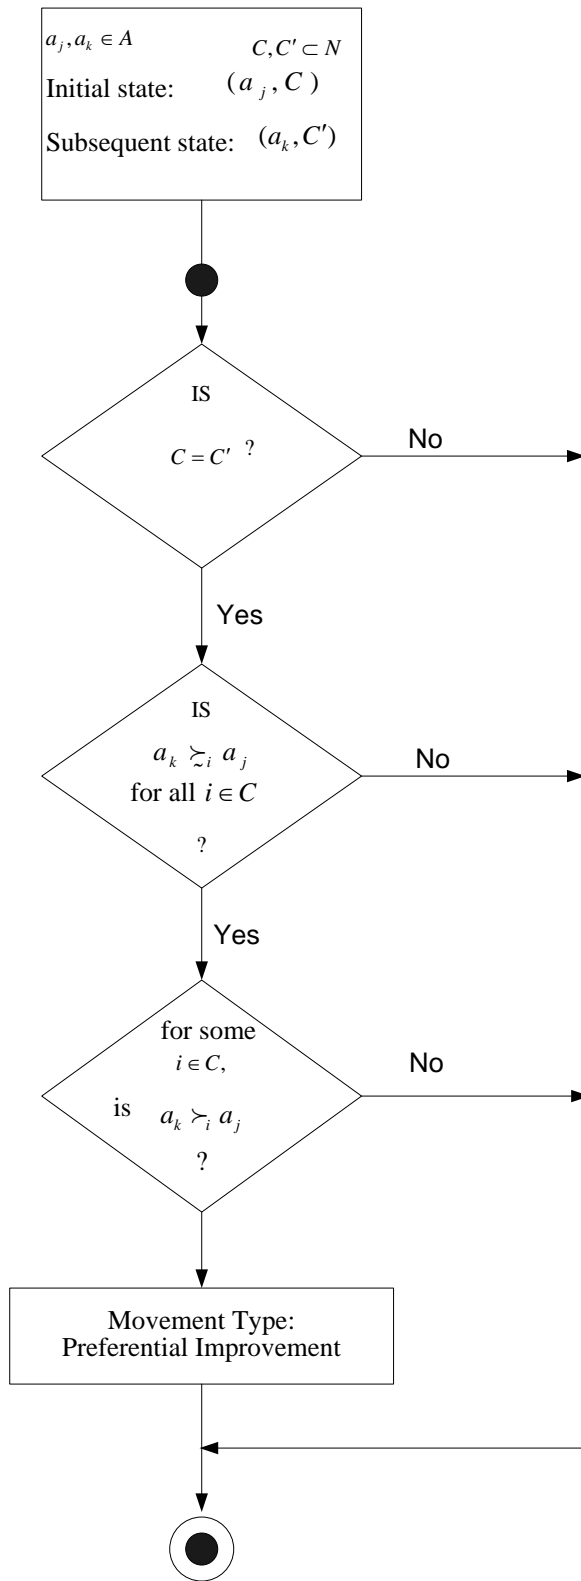 a_j, a_k ∈ A
C, C′ ⊂ N
Initial state: (a_j, C)
Subsequent state: (a_k, C′)
IS
C = C′ ?
No
Yes
IS
a_k ≿_i a_j
for all i ∈ C
?
No
Yes
for some
i ∈ C,
is a_k ≻_i a_j
?
No
Movement Type:
Preferential Improvement